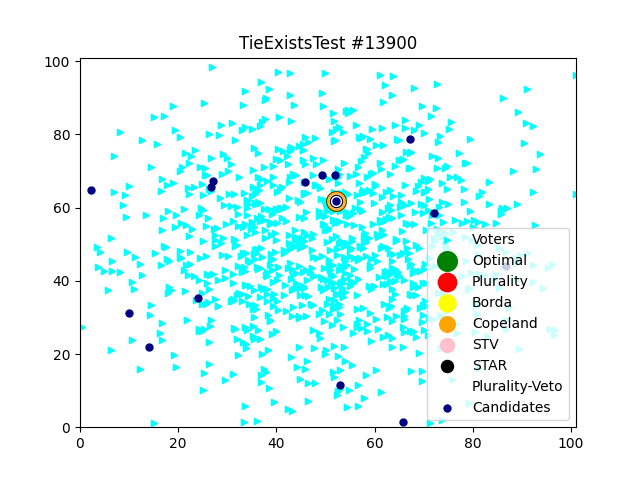 TieExistsTest #13900
100
80
60
40
20
0
0 20 40 60 80 100
Voters
Optimal
Plurality
Borda
Copeland
STV
STAR
Plurality-Veto
Candidates